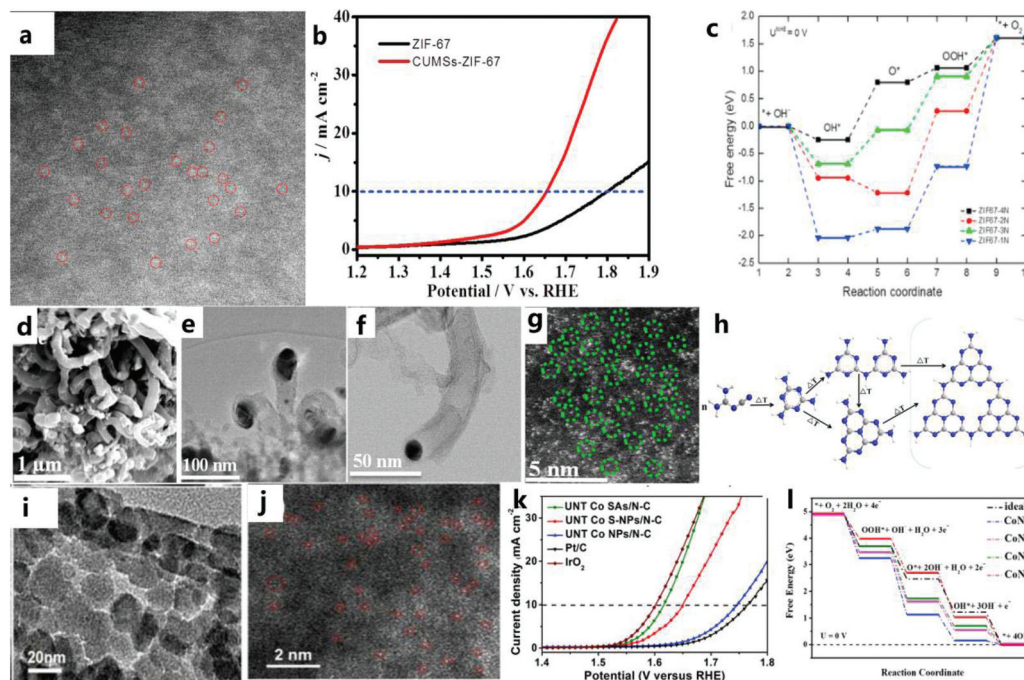 a
b
ZIF-67
CUMSs-ZIF-67
j / mA cm⁻²
40
30
20
10
0
1.2 1.3 1.4 1.5 1.6 1.7 1.8 1.9
Potential / V vs. RHE
c
* + O₂
= 0 V
OOH*
O*
* + OH⁻
OH*
Free energy (eV)
2.0
1.5
1.0
0.5
0.0
-0.5
-1.0
-1.5
-2.0
-2.5
ZIF67-4N
ZIF67-2N
ZIF67-3N
ZIF67-1N
1 2 3 4 5 6 7 8 9 1
Reaction coordinate
d
1 µm
e
100 nm
f
50 nm
g
5 nm
h
n
△T
△T
△T
△T
△T
△T
i
20nm
j
2 nm
k
UNT Co SAs/N-C
UNT Co S-NPs/N-C
UNT Co NPs/N-C
Pt/C
IrO₂
Current density (mA cm⁻²
30
20
10
0
1.4 1.5 1.6 1.7 1.8
Potential (V versus RHE)
l
*+ O₂ + 2H₂O + 4e⁻
OOH*+ OH⁻+ H₂O + 3e⁻
O*+ 2OH⁻+ H₂O + 2e⁻
OH*+ 3OH⁻+ e⁻
*+ 4O
idea
CoN
CoN
CoN
CoN
Free Energy (eV)
5
4
3
2
1
0
U = 0 V
Reaction Coordinate